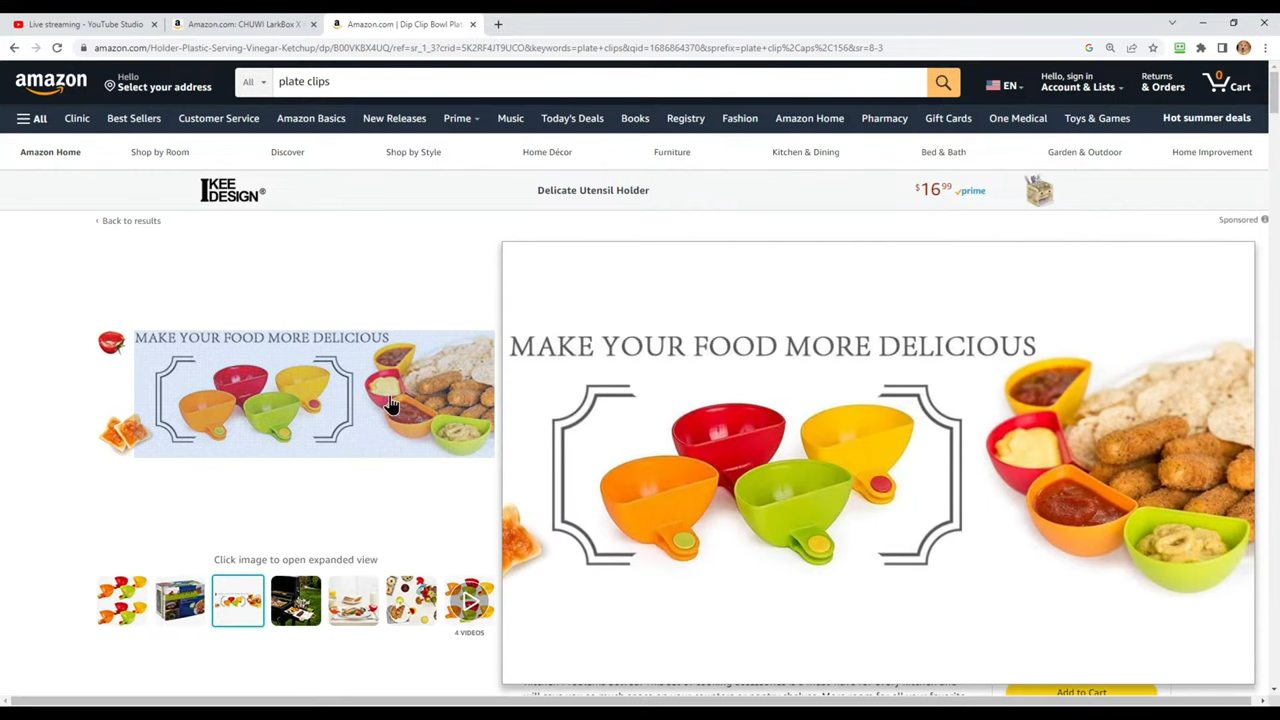 Live streaming - YouTube Studio
Amazon.com: CHUWI LarkBox X
Amazon.com | Dip Clip Bowl Plat
amazon.com/Holder-Plastic-Serving-Vinegar-Ketchup/dp/B00VKBX4UQ/ref=sr_1_3?crid=5K2RF4JT9UCO&keywords=plate+clips&qid=1686864370&sprefix=plate+clip%2Caps%2C156&sr=8-3
amazon
Hello
Select your address
All
plate clips
EN
Hello, sign in
Account & Lists
Returns
& Orders
0
Cart
All
Clinic
Best Sellers
Customer Service
Amazon Basics
New Releases
Prime
Music
Today's Deals
Books
Registry
Fashion
Amazon Home
Pharmacy
Gift Cards
One Medical
Toys & Games
Hot summer deals
Amazon Home
Shop by Room
Discover
Shop by Style
Home Décor
Furniture
Kitchen & Dining
Bed & Bath
Garden & Outdoor
Home Improvement
IKEE
DESIGN®
Delicate Utensil Holder
$16 99
prime
‹ Back to results
Sponsored
MAKE YOUR FOOD MORE DELICIOUS
MAKE YOUR FOOD MORE DELICIOUS
Click image to open expanded view
4 VIDEOS
Add to Cart